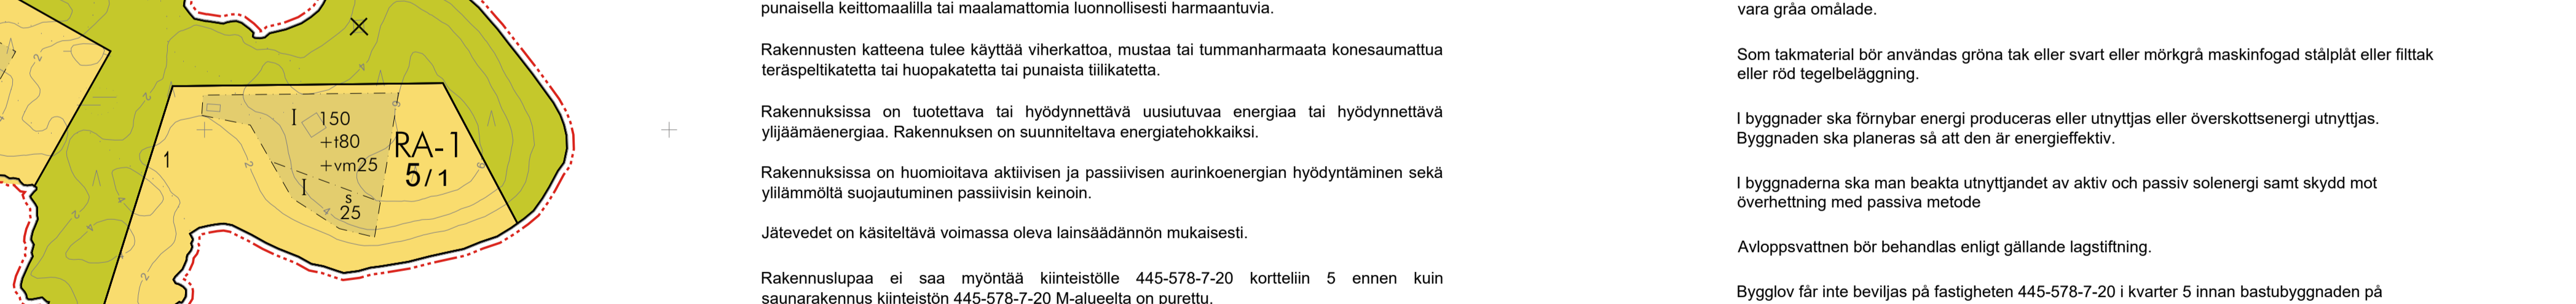 I 150
+t80
+vm25
RA-1
5/1
1
I
s
25
punaisella keittomaalilla tai maalamattomia luonnollisesti harmaantuvia.
Rakennusten katteena tulee käyttää viherkattoa, mustaa tai tummanharmaata konesaumattua
teräspeltikatetta tai huopakatetta tai punaista tiilikatetta.
Rakennuksissa on tuotettava tai hyödynnettävä uusiutuvaa energiaa tai hyödynnettävä
ylijäämäenergiaa. Rakennuksen on suunniteltava energiatehokkaiksi.
Rakennuksissa on huomioitava aktiivisen ja passiivisen aurinkoenergian hyödyntäminen sekä
ylilämmöltä suojautuminen passiivisin keinoin.
Jätevedet on käsiteltävä voimassa oleva lainsäädännön mukaisesti.
Rakennuslupaa ei saa myöntää kiinteistölle 445-578-7-20 kortteliin 5 ennen kuin
saunarakennus kiinteistön 445-578-7-20 M-alueelta on purettu.
vara gråa omålade.
Som takmaterial bör användas gröna tak eller svart eller mörkgrå maskinfogad stålplåt eller filttak
eller röd tegelbeläggning.
I byggnader ska förnybar energi produceras eller utnyttjas eller överskottsenergi utnyttjas.
Byggnaden ska planeras så att den är energieffektiv.
I byggnaderna ska man beakta utnyttjandet av aktiv och passiv solenergi samt skydd mot
överhettning med passiva metode
Avloppsvattnen bör behandlas enligt gällande lagstiftning.
Bygglov får inte beviljas på fastigheten 445-578-7-20 i kvarter 5 innan bastubyggnaden på